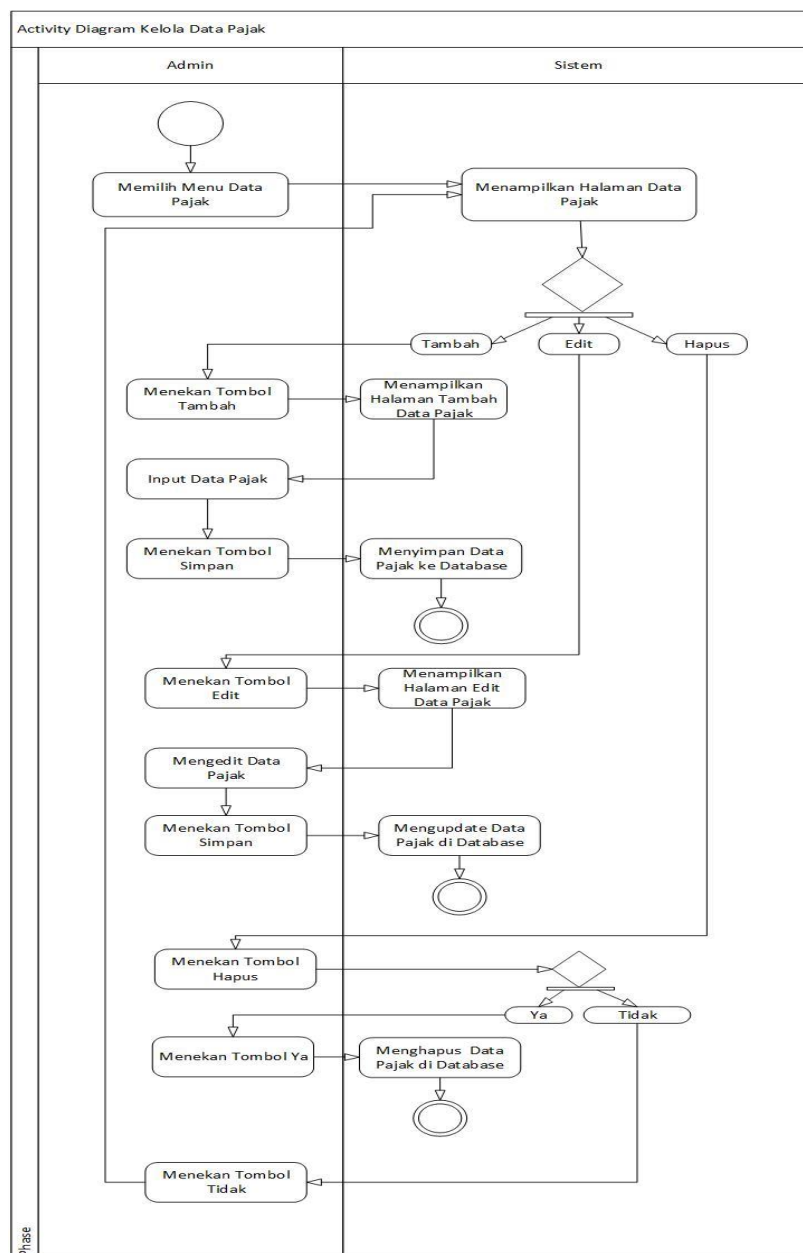 Activity Diagram Kelola Data Pajak
Admin
Sistem
Memilih Menu Data
Pajak
Menampilkan Halaman Data
Pajak
Tambah
Edit
Hapus
Menekan Tombol
Tambah
Menampilkan
Halaman Tambah
Data Pajak
Input Data Pajak
Menekan Tombol
Simpan
Menyimpan Data
Pajak ke Database
Menekan Tombol
Edit
Menampilkan
Halaman Edit
Data Pajak
Mengedit Data
Pajak
Menekan Tombol
Simpan
Mengupdate Data
Pajak di Database
Menekan Tombol
Hapus
Ya
Tidak
Menekan Tombol Ya
Menghapus Data
Pajak di Database
Menekan Tombol
Tidak
Phase